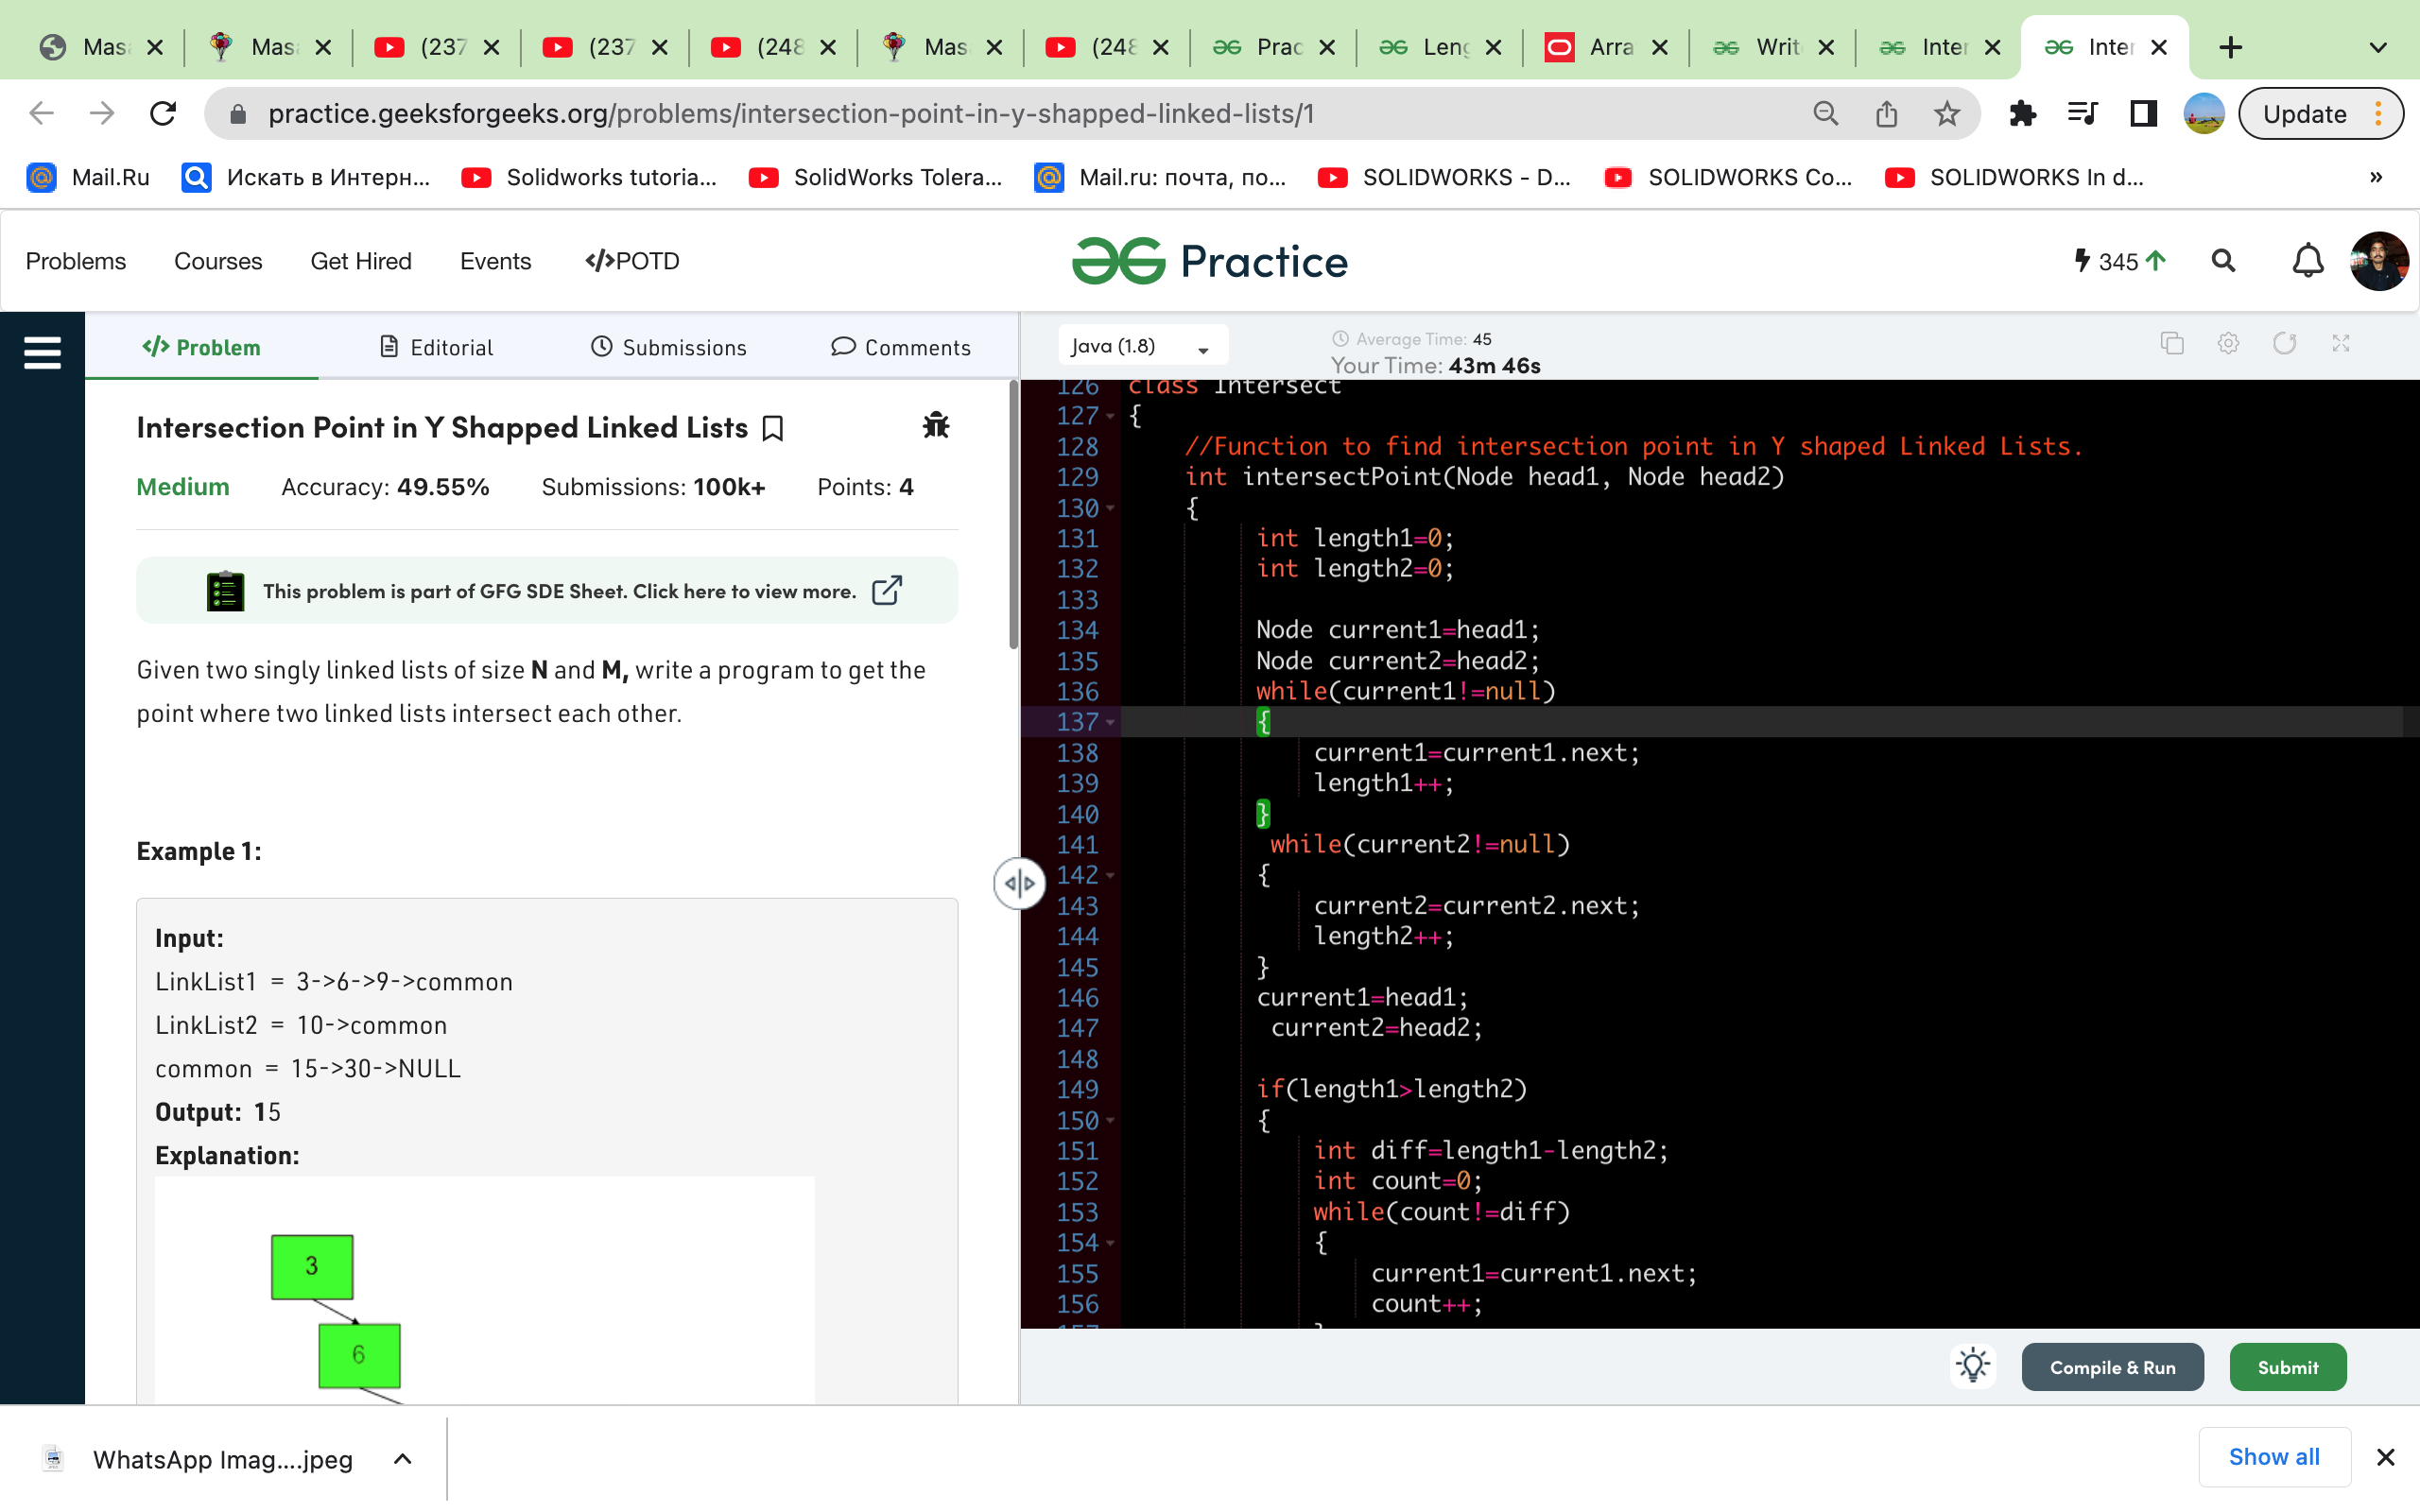 Mas
Mas
(237
(237
(248
Mas
(248
Prac
Leng
Arra
Writ
Inter
Inter
practice.geeksforgeeks.org/problems/intersection-point-in-y-shapped-linked-lists/1
Update
Mail.Ru
Искать в Интерн...
Solidworks tutoria...
SolidWorks Tolera...
Mail.ru: почта, по...
SOLIDWORKS - D...
SOLIDWORKS Co...
SOLIDWORKS In d...
»
Problems
Courses
Get Hired
Events
</>POTD
Practice
345
</> Problem
Editorial
Submissions
Comments
Intersection Point in Y Shapped Linked Lists
Medium Accuracy: 49.55% Submissions: 100k+ Points: 4
This problem is part of GFG SDE Sheet. Click here to view more.
Given two singly linked lists of size N and M, write a program to get the
point where two linked lists intersect each other.
Example 1:
Input:
LinkList1 = 3->6->9->common
LinkList2 = 10->common
common = 15->30->NULL
Output: 15
Explanation:
3
6
Java (1.8)
Average Time: 45
Your Time: 43m 46s
126 class Intersect
127 {
128 //Function to find intersection point in Y shaped Linked Lists.
129 int intersectPoint(Node head1, Node head2)
130 {
131 int length1=0;
132 int length2=0;
133
134 Node current1=head1;
135 Node current2=head2;
136 while(current1!=null)
137 {
138 current1=current1.next;
139 length1++;
140 }
141 while(current2!=null)
142 {
143 current2=current2.next;
144 length2++;
145 }
146 current1=head1;
147 current2=head2;
148
149 if(length1>length2)
150 {
151 int diff=length1-length2;
152 int count=0;
153 while(count!=diff)
154 {
155 current1=current1.next;
156 count++;
157 }
Compile & Run
Submit
WhatsApp Imag....jpeg
Show all